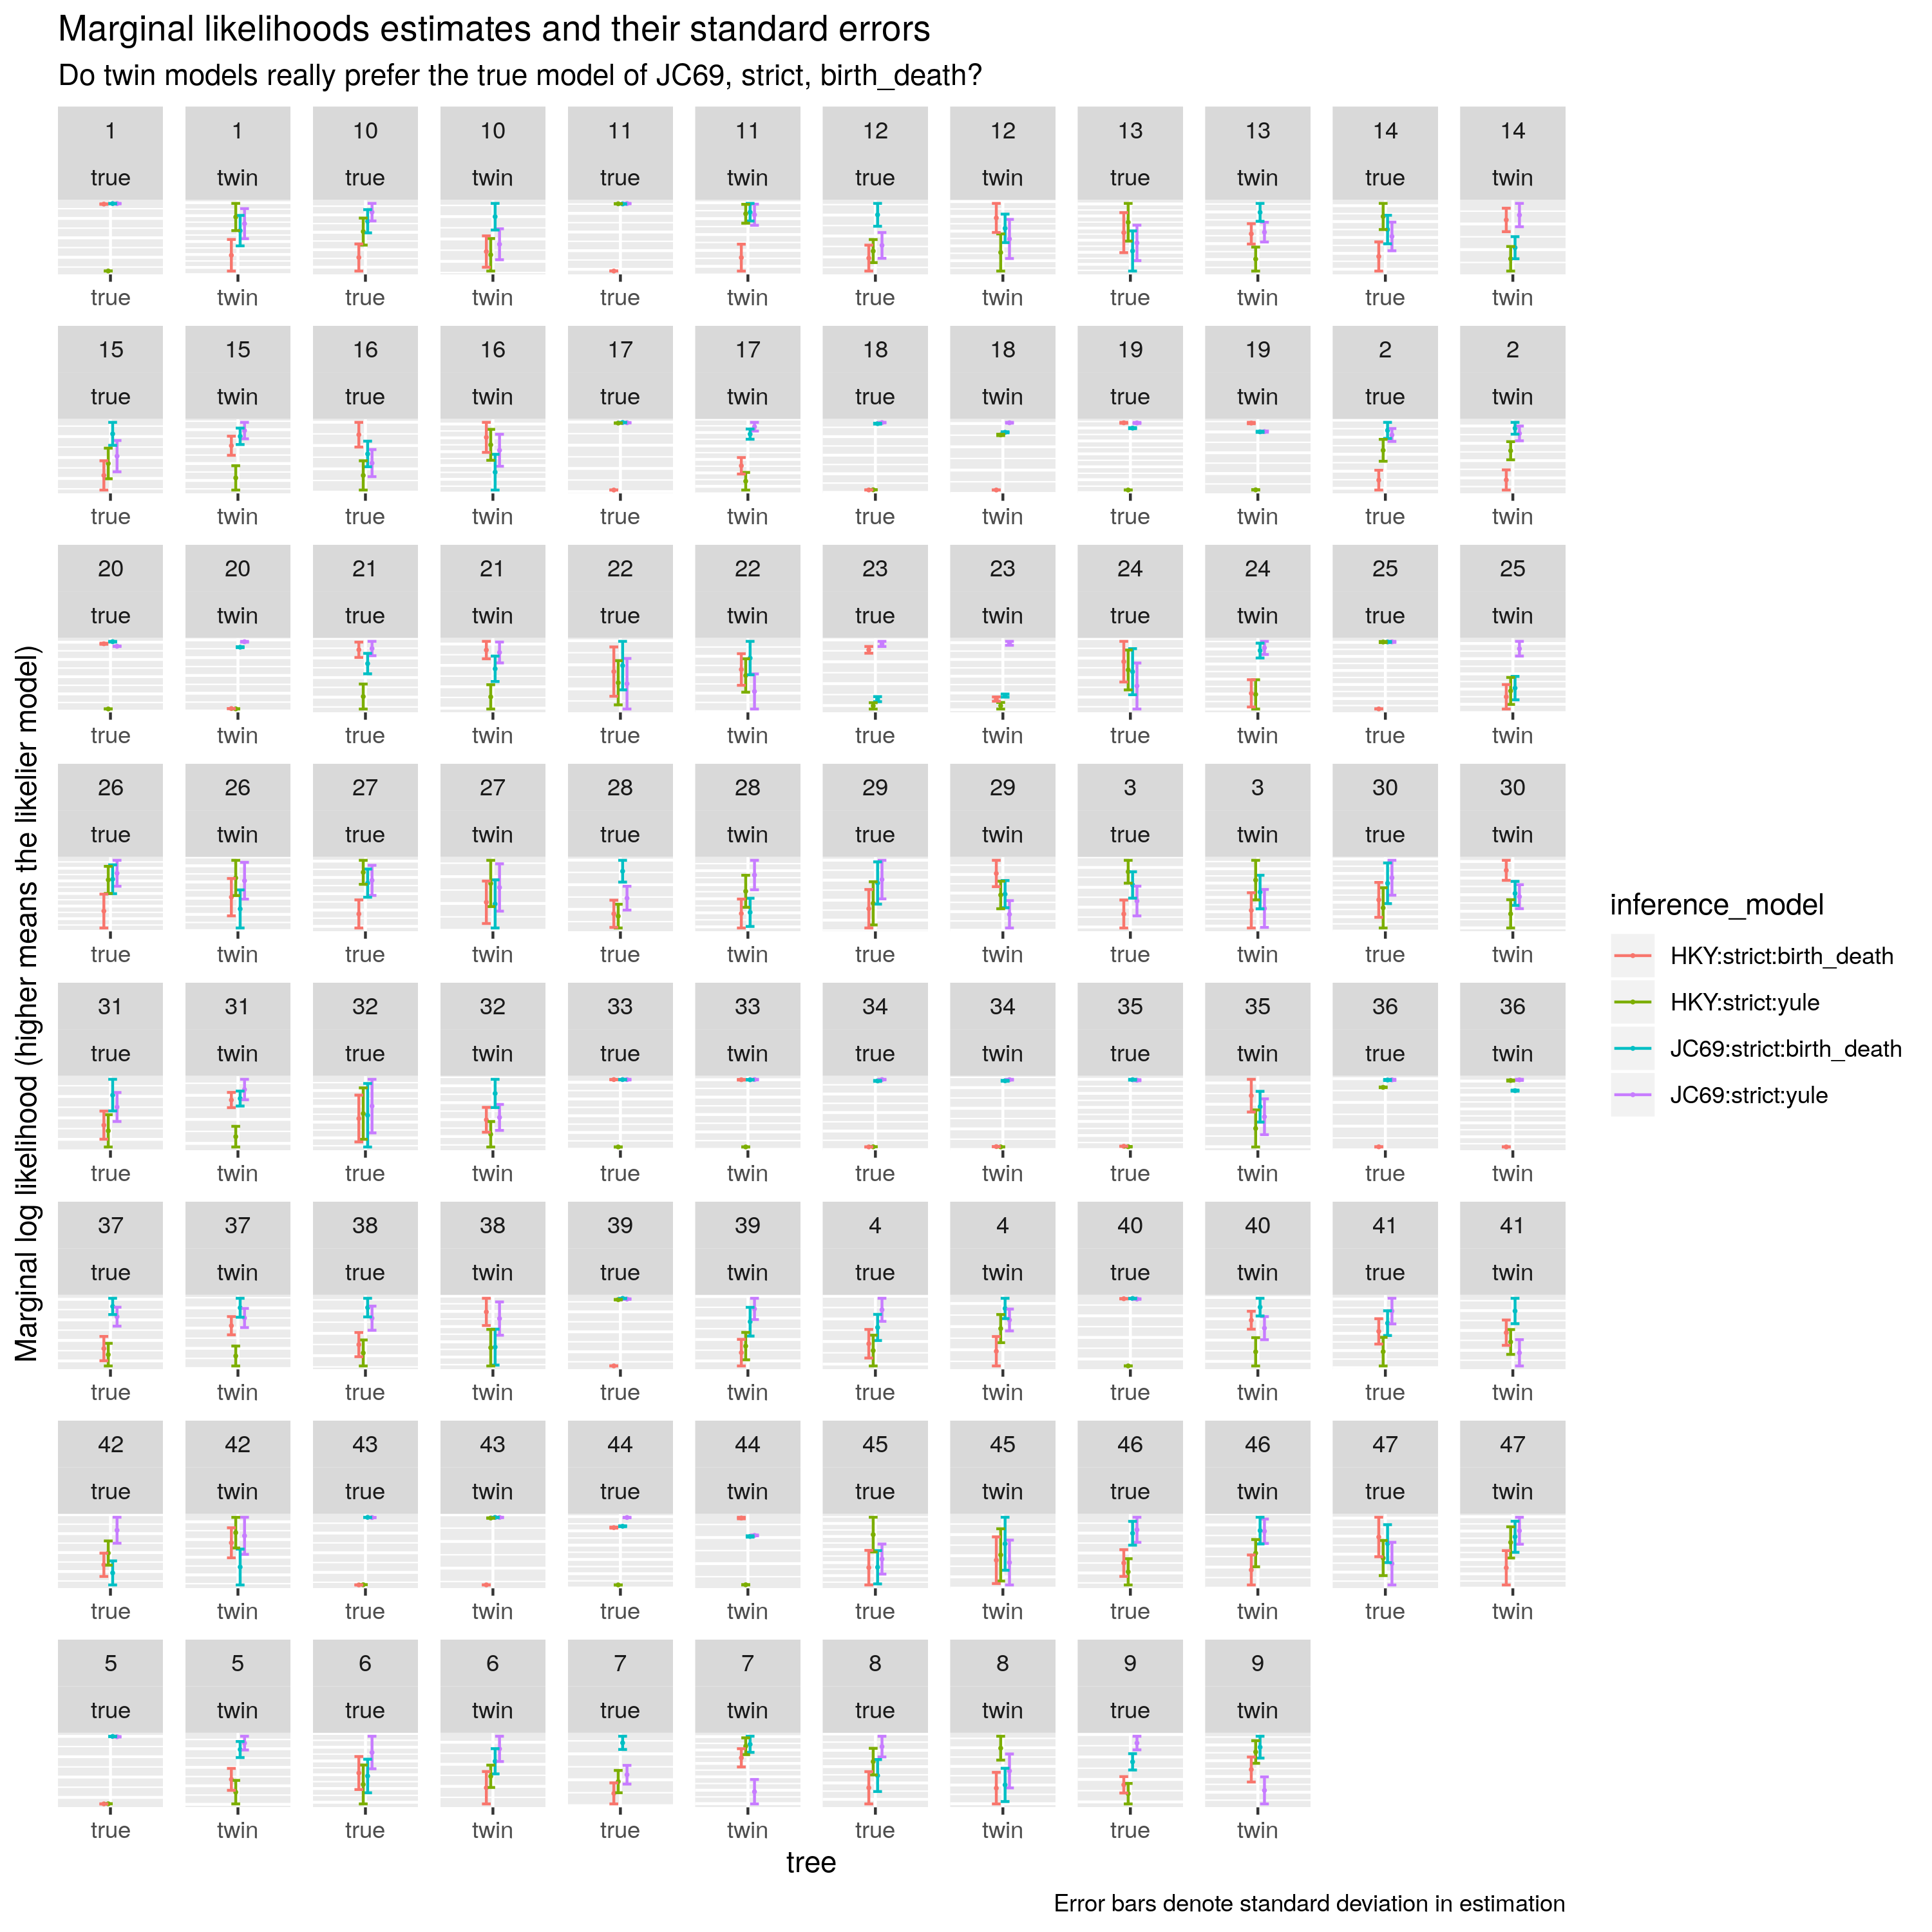 Marginal likelihoods estimates and their standard errors
Do twin models really prefer the true model of JC69, strict, birth_death?
1 1 10 10 11 11 12 12 13 13 14 14
true twin true twin true twin true twin true twin true twin
true twin true twin true twin true twin true twin true twin
15 15 16 16 17 17 18 18 19 19 2 2
true twin true twin true twin true twin true twin true twin
true twin true twin true twin true twin true twin true twin
20 20 21 21 22 22 23 23 24 24 25 25
true twin true twin true twin true twin true twin true twin
true twin true twin true twin true twin true twin true twin
26 26 27 27 28 28 29 29 3 3 30 30
true twin true twin true twin true twin true twin true twin
true twin true twin true twin true twin true twin true twin
31 31 32 32 33 33 34 34 35 35 36 36
true twin true twin true twin true twin true twin true twin
true twin true twin true twin true twin true twin true twin
37 37 38 38 39 39 4 4 40 40 41 41
true twin true twin true twin true twin true twin true twin
true twin true twin true twin true twin true twin true twin
42 42 43 43 44 44 45 45 46 46 47 47
true twin true twin true twin true twin true twin true twin
true twin true twin true twin true twin true twin true twin
5 5 6 6 7 7 8 8 9 9
true twin true twin true twin true twin true twin
true twin true twin true twin true twin true twin
tree
Marginal log likelihood (higher means the likelier model)
inference_model
HKY:strict:birth_death
HKY:strict:yule
JC69:strict:birth_death
JC69:strict:yule
Error bars denote standard deviation in estimation